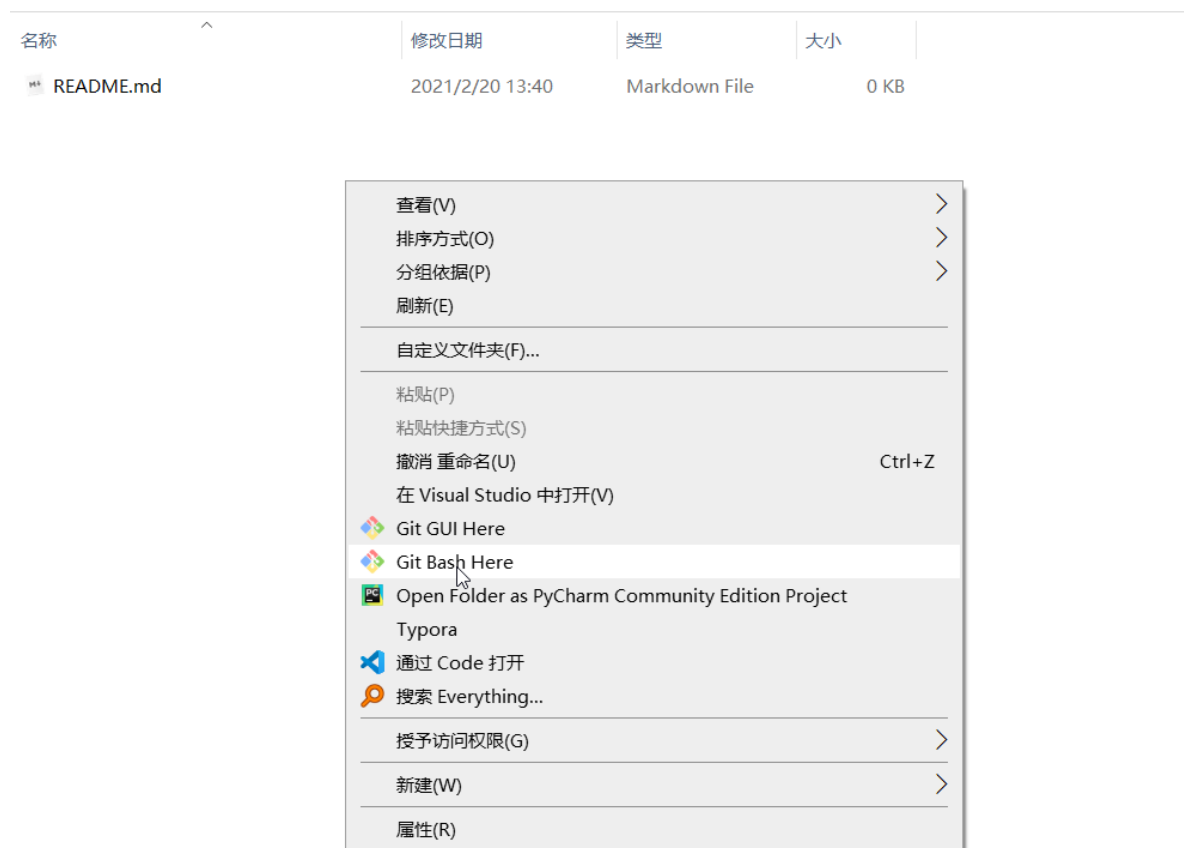 名称 修改日期 类型 大小
README.md 2021/2/20 13:40 Markdown File 0 KB
查看(V)
排序方式(O)
分组依据(P)
刷新(E)
自定义文件夹(F)...
粘贴(P)
粘贴快捷方式(S)
撤消 重命名(U) Ctrl+Z
在 Visual Studio 中打开(V)
Git GUI Here
Git Bash Here
Open Folder as PyCharm Community Edition Project
Typora
通过 Code 打开
搜索 Everything...
授予访问权限(G)
新建(W)
属性(R)